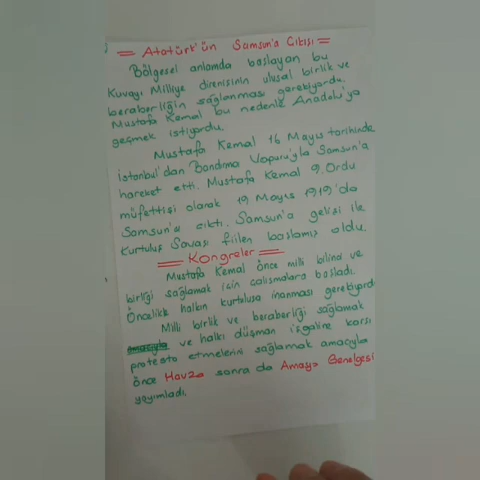 Atatürk'ün Samsun'a Çıkışı
Bölgesel anlamda başlayan bu
Kuvayı Milliye direnişinin ulusal birlik ve
beraberliğin sağlanması gerekiyordu.
Mustafa Kemal bu nedenle Anadolu'ya
geçmek istiyordu.
Mustafa Kemal 16 Mayıs tarihinde
İstanbul'dan Bandırma Vapuru'yla Samsun'a
hareket etti. Mustafa Kemal 9. Ordu
müfettişi olarak 19 Mayıs 1919'da
Samsun'a çıktı. Samsun'a gelişi ile
Kurtuluş Savaşı fiilen başlamış oldu.
Kongreler
Mustafa Kemal önce milli bilinci ve
birliği sağlamak için çalışmalara başladı.
Öncelikle halkın kurtuluşa inanması gerekiyordu
Milli birlik ve beraberliği sağlamak
ve halkı düşman işgaline karşı
protesto etmelerini sağlamak amacıyla
önce Havza sonra da Amasya Genelgesi
yayımladı.